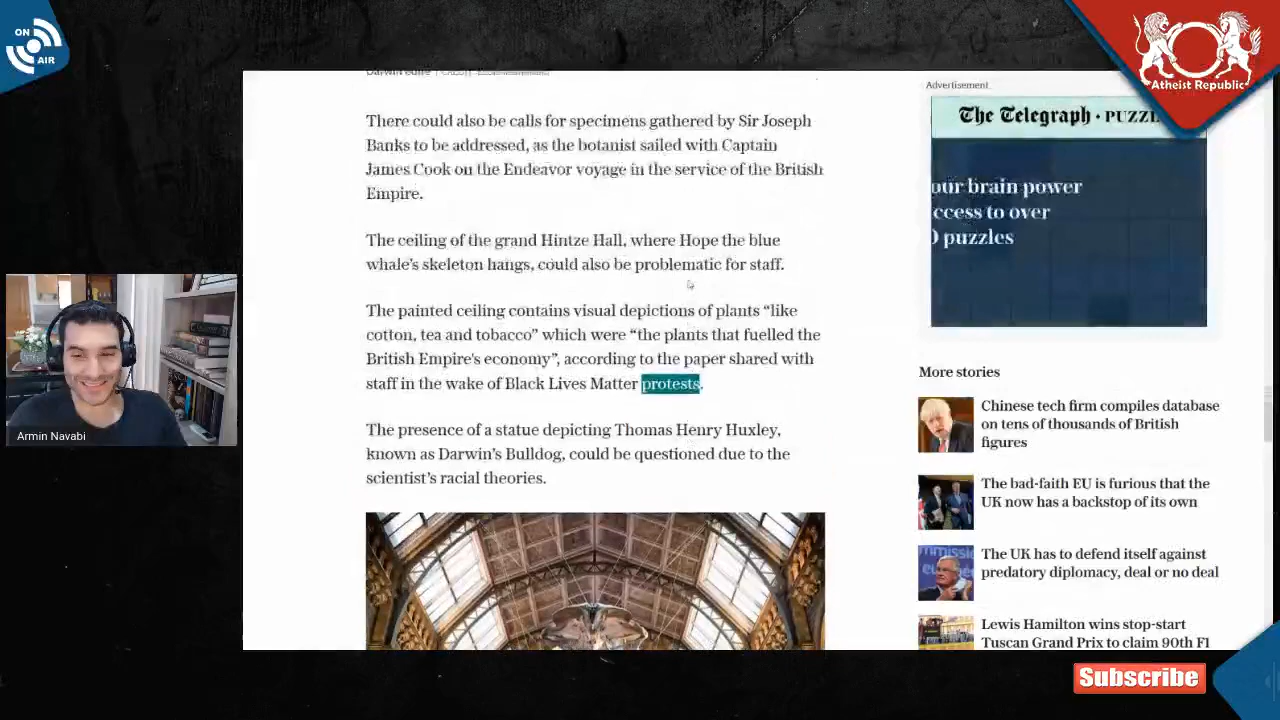 ON
AIR
Atheist Republic
Advertisement
The Telegraph • PUZZL
our brain power
ccess to over
0 puzzles
There could also be calls for specimens gathered by Sir Joseph
Banks to be addressed, as the botanist sailed with Captain
James Cook on the Endeavor voyage in the service of the British
Empire.
The ceiling of the grand Hintze Hall, where Hope the blue
whale's skeleton hangs, could also be problematic for staff.
The painted ceiling contains visual depictions of plants “like
cotton, tea and tobacco” which were “the plants that fuelled the
British Empire's economy”, according to the paper shared with
staff in the wake of Black Lives Matter protests.
The presence of a statue depicting Thomas Henry Huxley,
known as Darwin's Bulldog, could be questioned due to the
scientist's racial theories.
More stories
Chinese tech firm compiles database
on tens of thousands of British
figures
The bad-faith EU is furious that the
UK now has a backstop of its own
The UK has to defend itself against
predatory diplomacy, deal or no deal
Lewis Hamilton wins stop-start
Tuscan Grand Prix to claim 90th F1
Armin Navabi
Subscribe